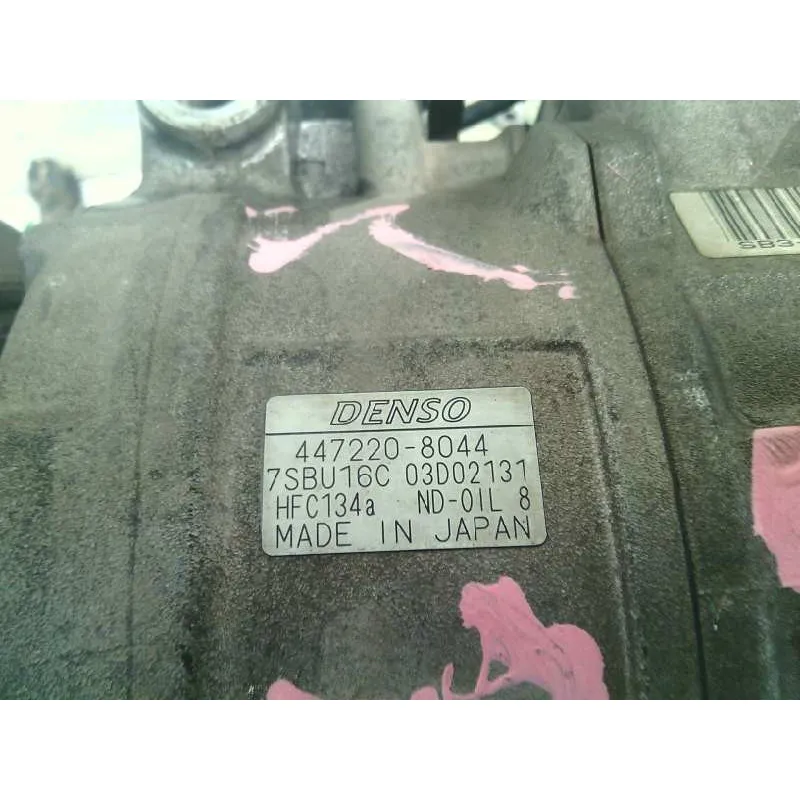 DENSO
447220-8044
7SBU16C 03D02131
HFC134a ND-OIL 8
MADE IN JAPAN